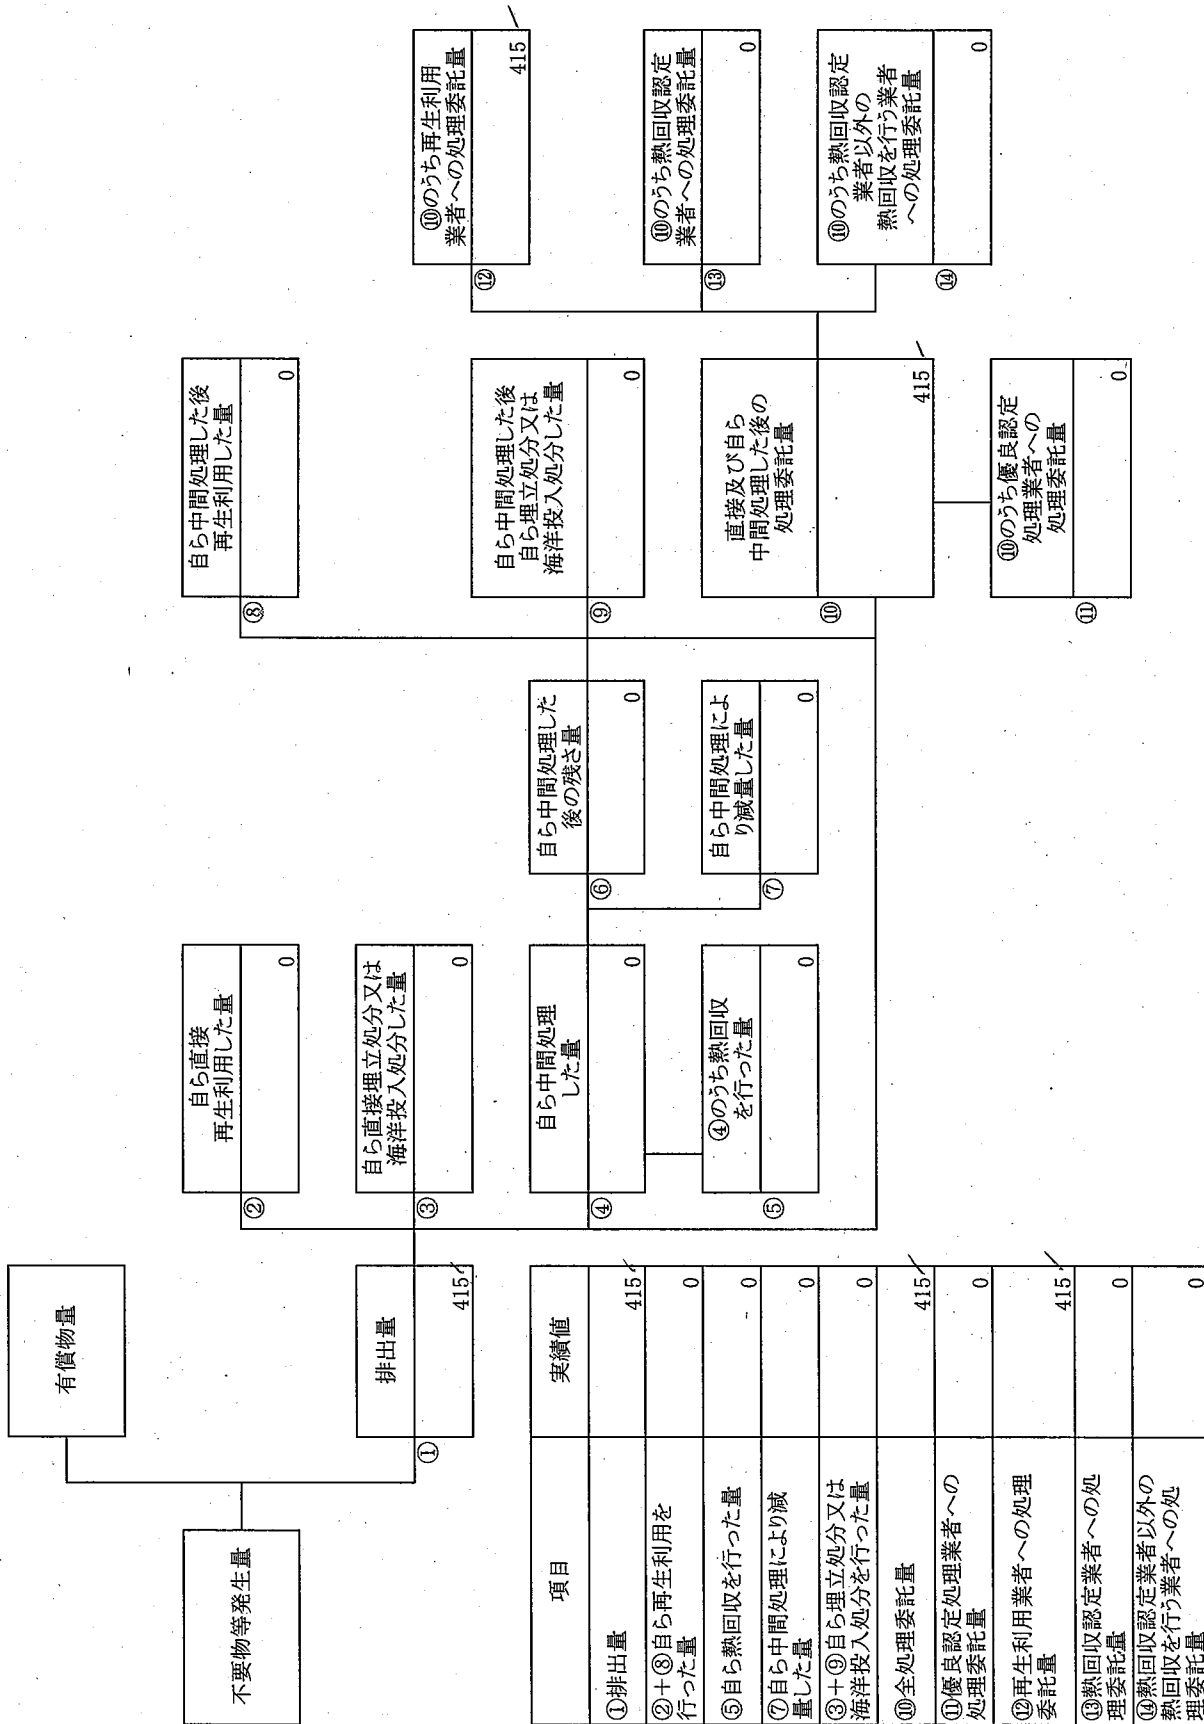 不要物等発生量
有償物量
排出量
①
415
自ら直接
再生利用した量
②
0
自ら直接埋立処分又は
海洋投入処分した量
③
0
自ら中間処理
した量
④
0
④のうち熱回収
を行った量
⑤
0
自ら中間処理した
後の残さ量
⑥
0
自ら中間処理によ
り減量した量
⑦
0
自ら中間処理した後
再生利用した量
⑧
0
自ら中間処理した後
自ら埋立処分又は
海洋投入処分した量
⑨
0
直接及び自ら
中間処理した後の
処理委託量
⑩
415
⑩のうち優良認定
処理業者への
処理委託量
⑪
0
⑩のうち再生利用
業者への処理委託量
⑫
415
⑩のうち熱回収認定
業者への処理委託量
⑬
0
⑩のうち熱回収認定
業者以外の
熱回収を行う業者
への処理委託量
⑭
0
項目 実績値
①排出量 415
②+⑧自ら再生利用を
行った量 0
⑤自ら熱回収を行った量 0
⑦自ら中間処理により減
量した量 0
③+⑨自ら埋立処分又は
海洋投入処分を行った量 0
⑩全処理委託量 415
⑪優良認定処理業者への
処理委託量 0
⑫再生利用業者への処理
委託量 415
⑬熱回収認定業者への処
理委託量 0
⑭熱回収認定業者以外の
熱回収を行う業者への処
理委託量 0